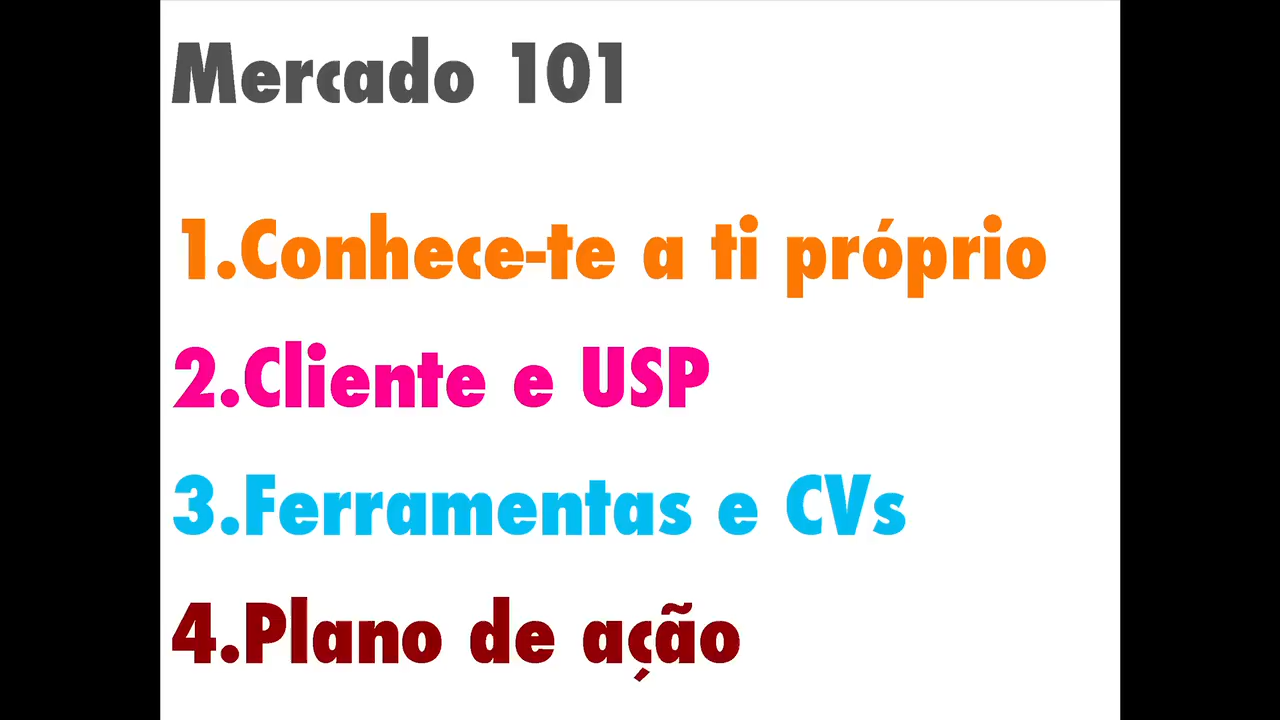 Mercado 101
1.Conhece-te a ti próprio
2.Cliente e USP
3.Ferramentas e CVs
4.Plano de ação